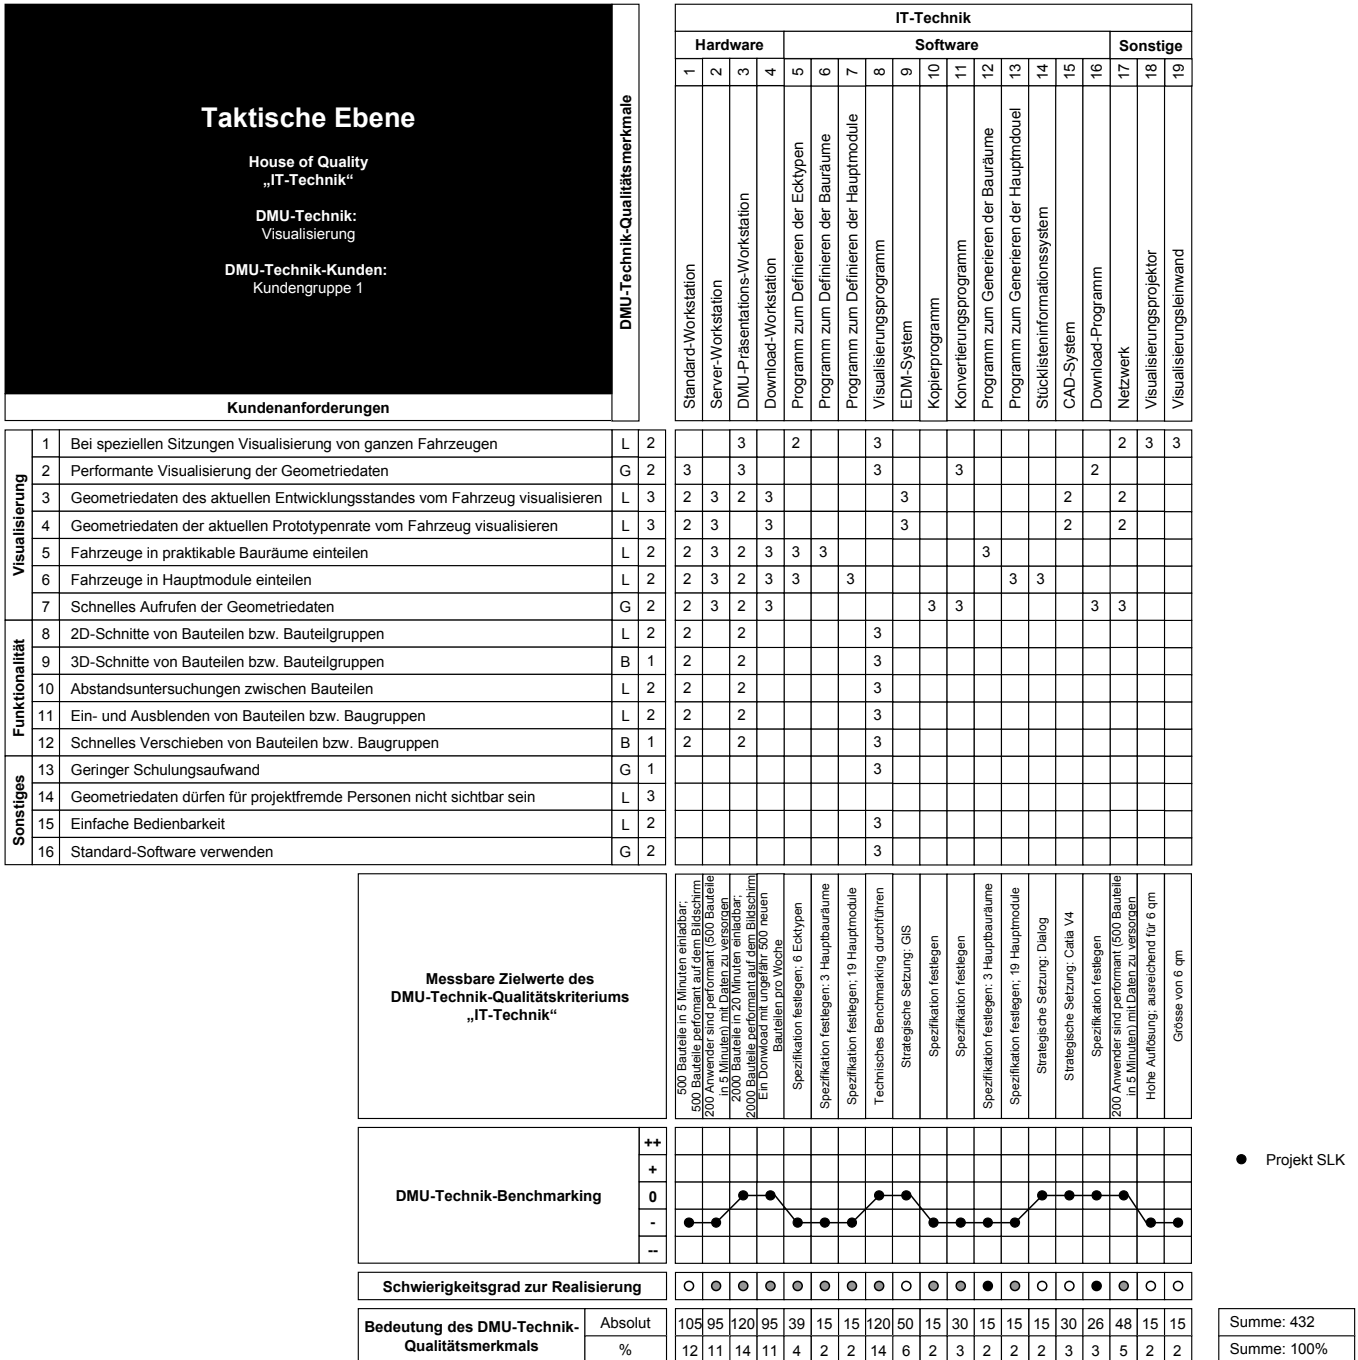 Taktische Ebene
House of Quality
„IT-Technik“
DMU-Technik:
Visualisierung
DMU-Technik-Kunden:
Kundengruppe 1
Kundenanforderungen
DMU-Technik-Qualitätsmerkmale
IT-Technik
Hardware Software Sonstige
1 2 3 4 5 6 7 8 9 10 11 12 13 14 15 16 17 18 19
Standard-Workstation
Server-Workstation
DMU-Präsentations-Workstation
Download-Workstation
Programm zum Definieren der Ecktypen
Programm zum Definieren der Bauräume
Programm zum Definieren der Hauptmodule
Visualisierungsprogramm
EDM-System
Kopierprogramm
Konvertierungsprogramm
Programm zum Generieren der Bauräume
Programm zum Generieren der Hauptmdouel
Stücklisteninformationssystem
CAD-System
Download-Programm
Netzwerk
Visualisierungsprojektor
Visualisierungsleinwand
Visualisierung
1 Bei speziellen Sitzungen Visualisierung von ganzen Fahrzeugen L 2 3 2 3 2 3 3
2 Performante Visualisierung der Geometriedaten G 2 3 3 3 3 2
3 Geometriedaten des aktuellen Entwicklungsstandes vom Fahrzeug visualisieren L 3 2 3 2 3 3 2 2
4 Geometriedaten der aktuellen Prototypenrate vom Fahrzeug visualisieren L 3 2 3 3 3 2 2
5 Fahrzeuge in praktikable Bauräume einteilen L 2 2 3 2 3 3 3 3
6 Fahrzeuge in Hauptmodule einteilen L 2 2 3 2 3 3 3 3 3
7 Schnelles Aufrufen der Geometriedaten G 2 2 3 2 3 3 3 3 3
Funktionalität
8 2D-Schnitte von Bauteilen bzw. Bauteilgruppen L 2 2 2 3
9 3D-Schnitte von Bauteilen bzw. Bauteilgruppen B 1 2 2 3
10 Abstandsuntersuchungen zwischen Bauteilen L 2 2 2 3
11 Ein- und Ausblenden von Bauteilen bzw. Baugruppen L 2 2 2 3
12 Schnelles Verschieben von Bauteilen bzw. Baugruppen B 1 2 2 3
Sonstiges
13 Geringer Schulungsaufwand G 1 3
14 Geometriedaten dürfen für projektfremde Personen nicht sichtbar sein L 3
15 Einfache Bedienbarkeit L 2 3
16 Standard-Software verwenden G 2 3
Messbare Zielwerte des
DMU-Technik-Qualitätskriteriums
„IT-Technik“
500 Bauteile in 5 Minuten einladbar;
500 Bauteile perfomant auf dem Bildschirm
200 Anwender sind performant (500 Bauteile
in 5 Minuten) mit Daten zu versorgen
2000 Bauteile in 20 Minuten einladbar;
2000 Bauteile performant auf dem Bildschirm
Ein Donwload mit ungefähr 500 neuen
Bauteilen pro Woche
Spezifikation festlegen; 6 Ecktypen
Spezifikation festlegen: 3 Hauptbauräume
Spezifikation festlegen; 19 Hauptmodule
Technisches Benchmarking durchführen
Strategische Setzung: GIS
Spezifikation festlegen
Spezifikation festlegen
Spezifikation festlegen: 3 Hauptbauräume
Spezifikation festlegen; 19 Hauptmodule
Strategische Setzung: Dialog
Strategische Setzung: Catia V4
Spezifikation festlegen
200 Anwender sind performant (500 Bauteile
in 5 Minuten) mit Daten zu versorgen
Hohe Auflösung; ausreichend für 6 qm
Grösse von 6 qm
DMU-Technik-Benchmarking
++
+
0
-
--
Projekt SLK
Schwierigkeitsgrad zur Realisierung
Bedeutung des DMU-Technik-
Qualitätsmerkmals
Absolut 105 95 120 95 39 15 15 120 50 15 30 15 15 15 30 26 48 15 15 Summe: 432
% 12 11 14 11 4 2 2 14 6 2 3 2 2 2 3 3 5 2 2 Summe: 100%